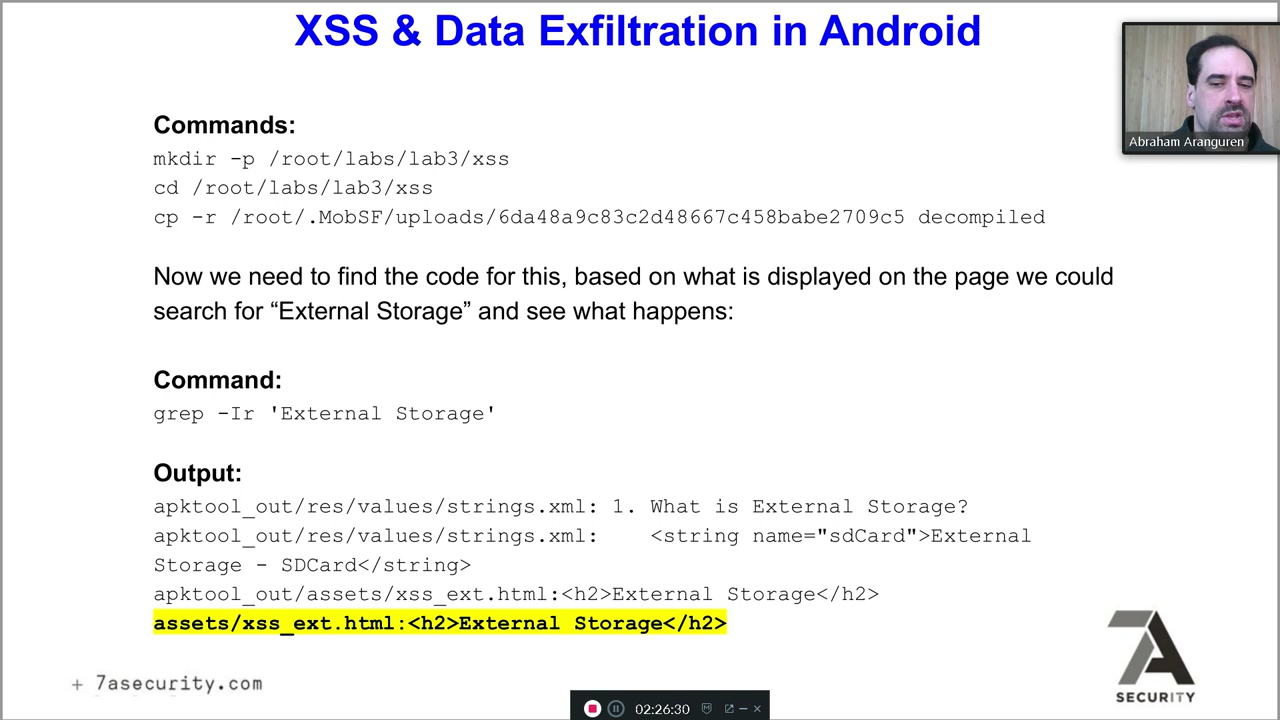 XSS & Data Exfiltration in Android
Abraham Aranguren
Commands:
mkdir -p /root/labs/lab3/xss
cd /root/labs/lab3/xss
cp -r /root/.MobSF/uploads/6da48a9c83c2d48667c458babe2709c5 decompiled
Now we need to find the code for this, based on what is displayed on the page we could
search for “External Storage” and see what happens:
Command:
grep -Ir 'External Storage'
Output:
apktool_out/res/values/strings.xml: 1. What is External Storage?
apktool_out/res/values/strings.xml:    <string name="sdCard">External
Storage - SDCard</string>
apktool_out/assets/xss_ext.html:<h2>External Storage</h2>
assets/xss_ext.html:<h2>External Storage</h2>
+ 7asecurity.com
7A
SECURITY
02:26:30